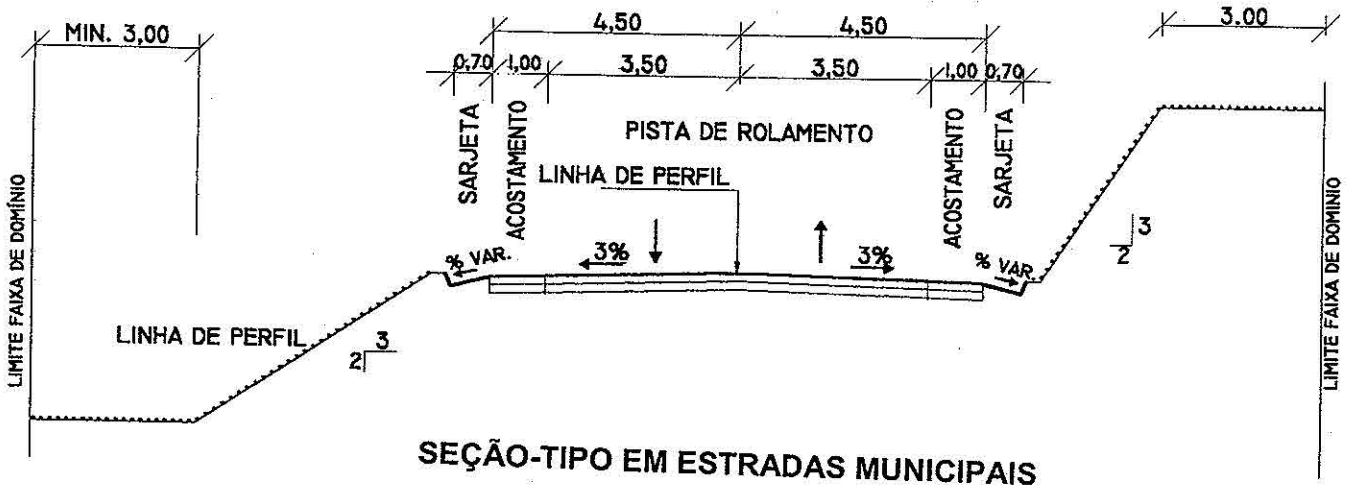 MIN. 3,00
4,50
4,50
3.00
0,70
1,00
3,50
3,50
1,00
0,70
SARJETA
ACOSTAMENTO
PISTA DE ROLAMENTO
ACOSTAMENTO
SARJETA
LINHA DE PERFIL
LIMITE FAIXA DE DOMÍNIO
LIMITE FAIXA DE DOMINIO
% VAR.
3%
3%
% VAR.
3
2
LINHA DE PERFIL
3
2
SEÇÃO-TIPO EM ESTRADAS MUNICIPAIS